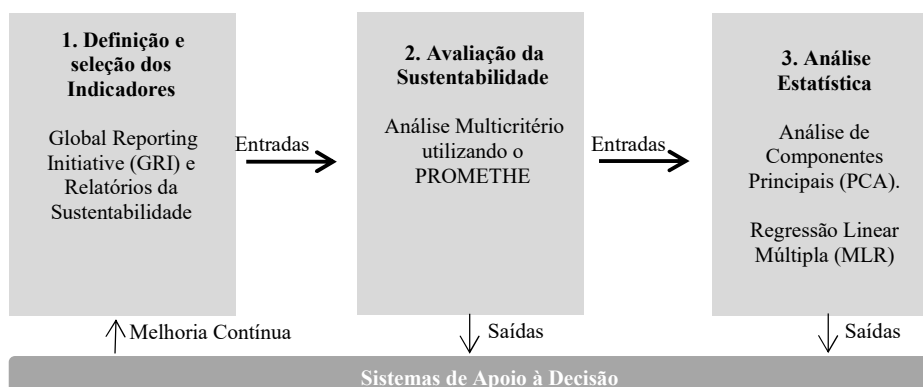 1. Definição e
seleção dos
Indicadores
Global Reporting
Initiative (GRI) e
Relatórios da
Sustentabilidade
Entradas
2. Avaliação da
Sustentabilidade
Análise Multicritério
utilizando o
PROMETHE
Entradas
3. Análise
Estatística
Análise de
Componentes
Principais (PCA).
Regressão Linear
Múltipla (MLR)
Melhoria Contínua
Saídas
Saídas
Sistemas de Apoio à Decisão